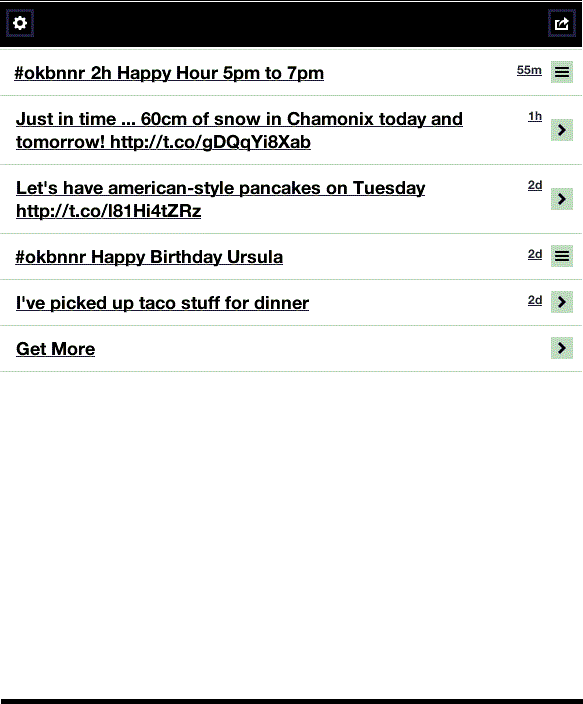 #okbnnr 2h Happy Hour 5pm to 7pm 55m
Just in time ... 60cm of snow in Chamonix today and 1h
tomorrow! http://t.co/gDQqYi8Xab
Let's have american-style pancakes on Tuesday 2d
http://t.co/l81Hi4tZRz
#okbnnr Happy Birthday Ursula 2d
I've picked up taco stuff for dinner 2d
Get More